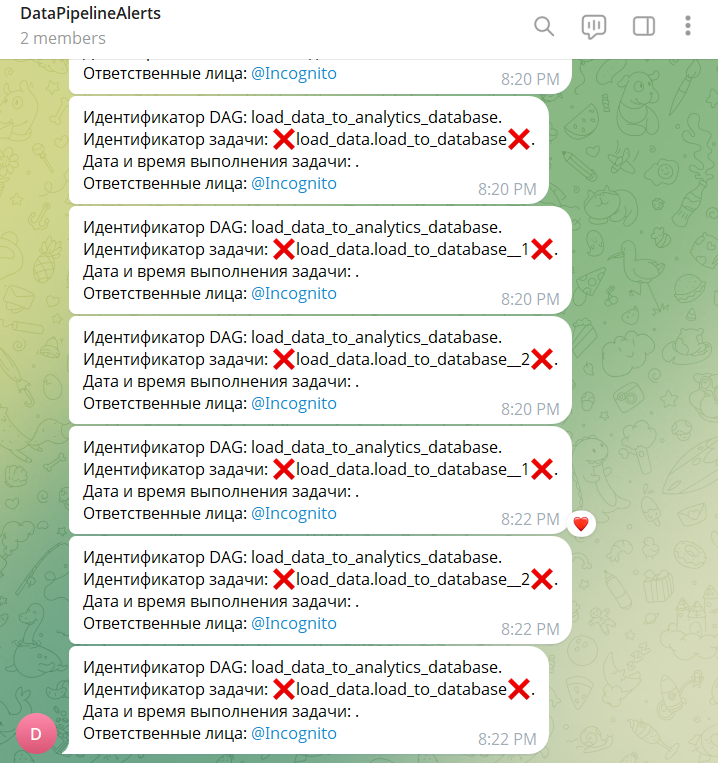 DataPipelineAlerts
2 members
Ответственные лица: @Incognito
8:20 PM
Идентификатор DAG: load_data_to_analytics_database.
Идентификатор задачи: ❌load_data.load_to_database❌.
Дата и время выполнения задачи: .
Ответственные лица: @Incognito
8:20 PM
Идентификатор DAG: load_data_to_analytics_database.
Идентификатор задачи: ❌load_data.load_to_database__1❌.
Дата и время выполнения задачи: .
Ответственные лица: @Incognito
8:20 PM
Идентификатор DAG: load_data_to_analytics_database.
Идентификатор задачи: ❌load_data.load_to_database__2❌.
Дата и время выполнения задачи: .
Ответственные лица: @Incognito
8:20 PM
Идентификатор DAG: load_data_to_analytics_database.
Идентификатор задачи: ❌load_data.load_to_database__1❌.
Дата и время выполнения задачи: .
Ответственные лица: @Incognito
8:22 PM
Идентификатор DAG: load_data_to_analytics_database.
Идентификатор задачи: ❌load_data.load_to_database__2❌.
Дата и время выполнения задачи: .
Ответственные лица: @Incognito
8:22 PM
Идентификатор DAG: load_data_to_analytics_database.
Идентификатор задачи: ❌load_data.load_to_database❌.
Дата и время выполнения задачи: .
Ответственные лица: @Incognito
8:22 PM
D